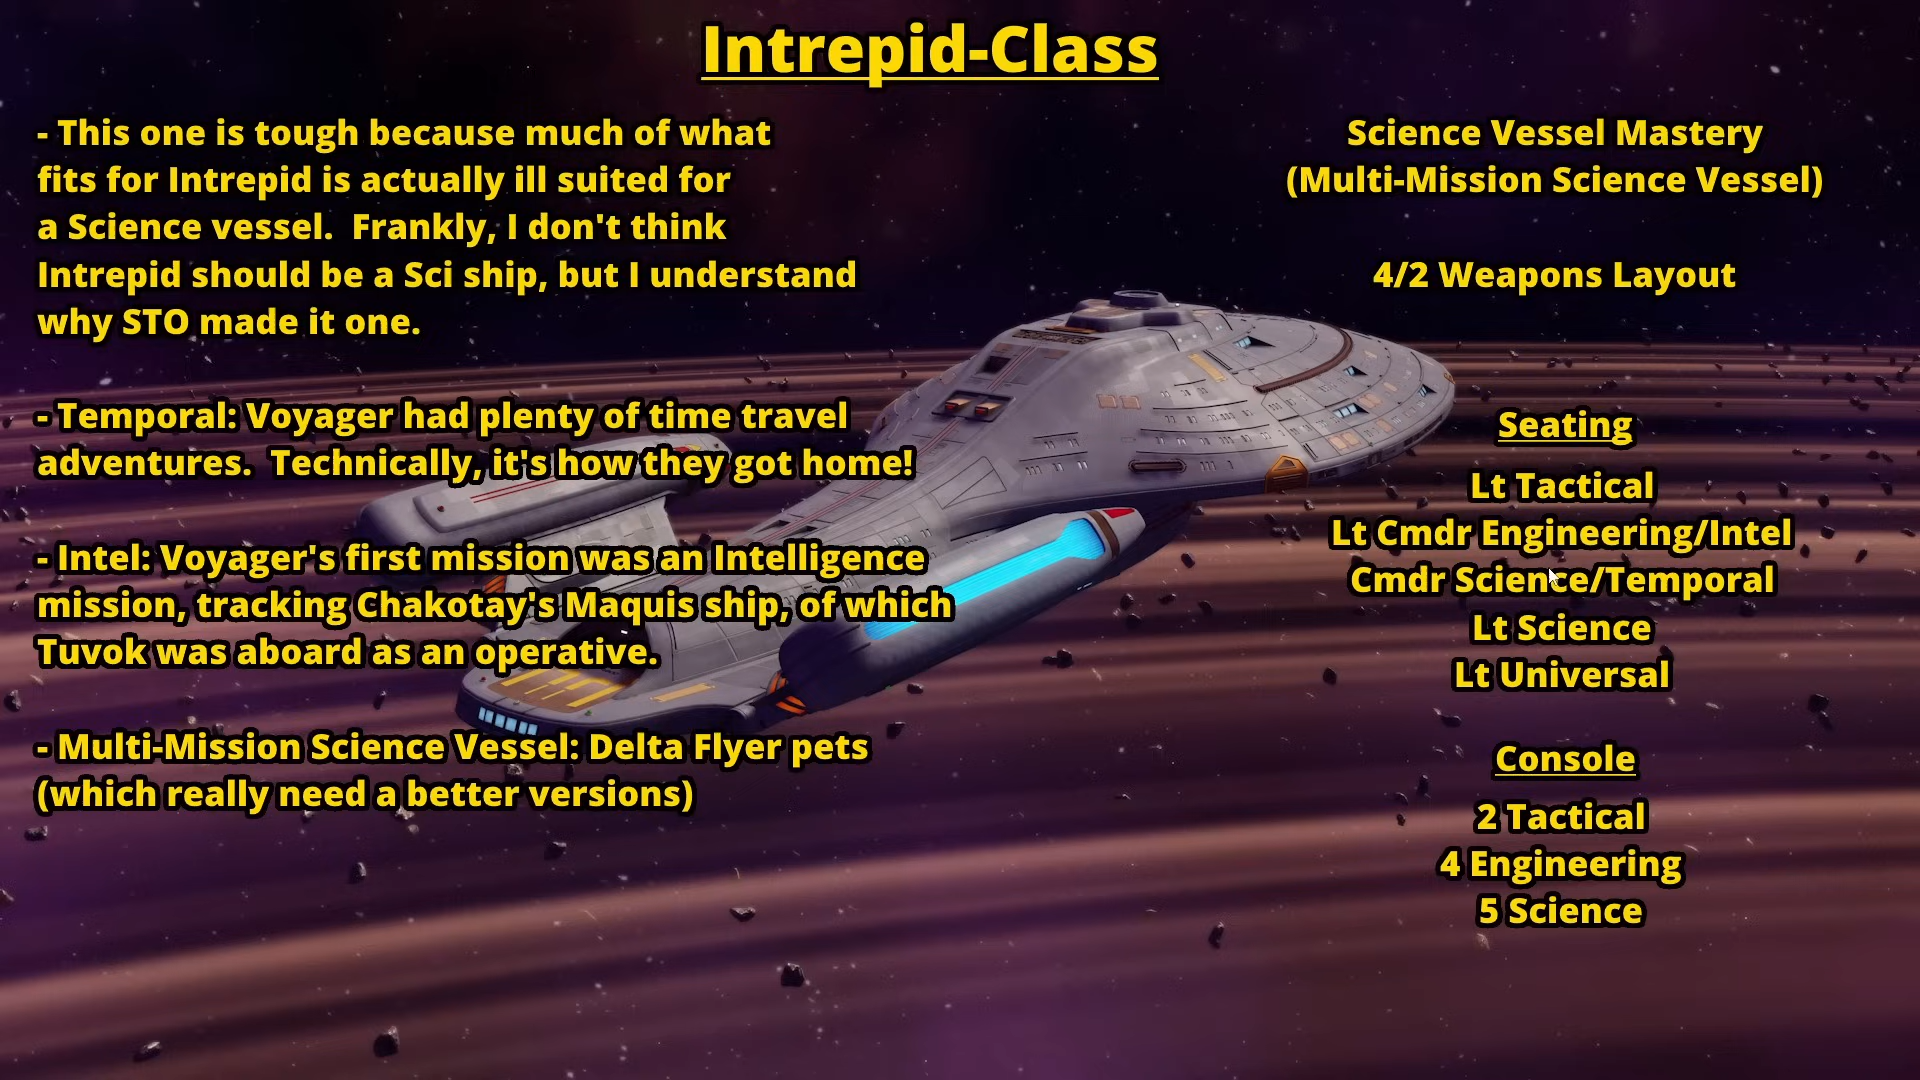 Intrepid-Class
- This one is tough because much of what
fits for Intrepid is actually ill suited for
a Science vessel.  Frankly, I don't think
Intrepid should be a Sci ship, but I understand
why STO made it one.
- Temporal: Voyager had plenty of time travel
adventures.  Technically, it's how they got home!
- Intel: Voyager's first mission was an Intelligence
mission, tracking Chakotay's Maquis ship, of which
Tuvok was aboard as an operative.
- Multi-Mission Science Vessel: Delta Flyer pets
(which really need a better versions)
Science Vessel Mastery
(Multi-Mission Science Vessel)
4/2 Weapons Layout
Seating
Lt Tactical
Lt Cmdr Engineering/Intel
Cmdr Science/Temporal
Lt Science
Lt Universal
Console
2 Tactical
4 Engineering
5 Science